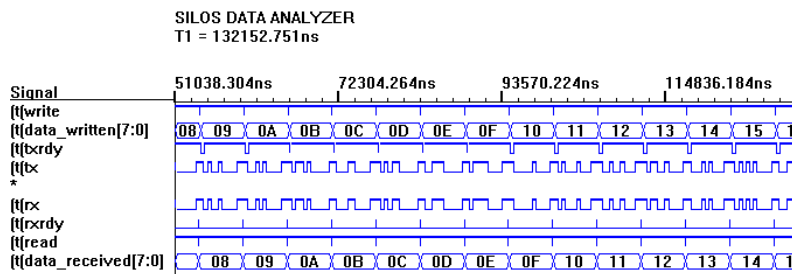 SILOS DATA ANALYZER
T1 = 132152.751ns
51038.304ns 72304.264ns 93570.224ns 114836.184ns
Signal
(t(write
(t(data_written[7:0] 08 09 0A 0B 0C 0D 0E 0F 10 11 12 13 14 15 1
(t(txrdy
(t(tx
*
(t(rx
(t(rxrdy
(t(read
(t(data_received[7:0] 08 09 0A 0B 0C 0D 0E 0F 10 11 12 13 14 1